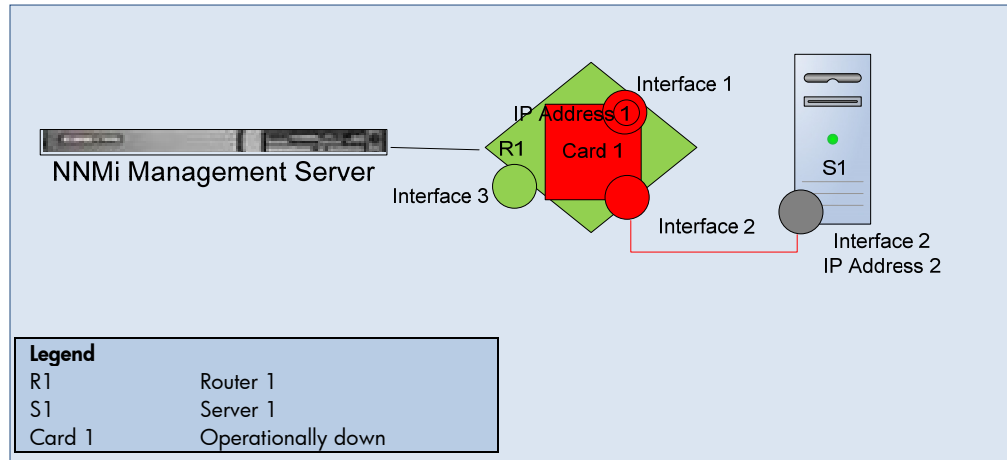 Interface 1
IP Address 1
R1
Card 1
S1
NNMi Management Server
Interface 3
Interface 2
Interface 2
IP Address 2
Legend
R1 Router 1
S1 Server 1
Card 1 Operationally down